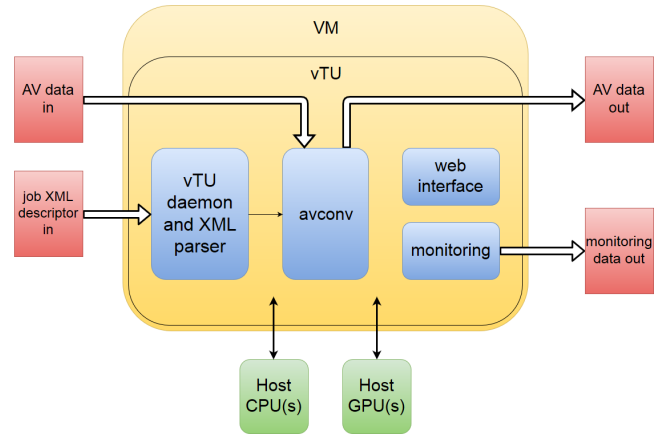 VM
vTU
AV data
in
AV data
out
job XML
descriptor
in
vTU
daemon
and XML
parser
avconv
web
interface
monitoring
monitoring
data out
Host
CPU(s)
Host
GPU(s)